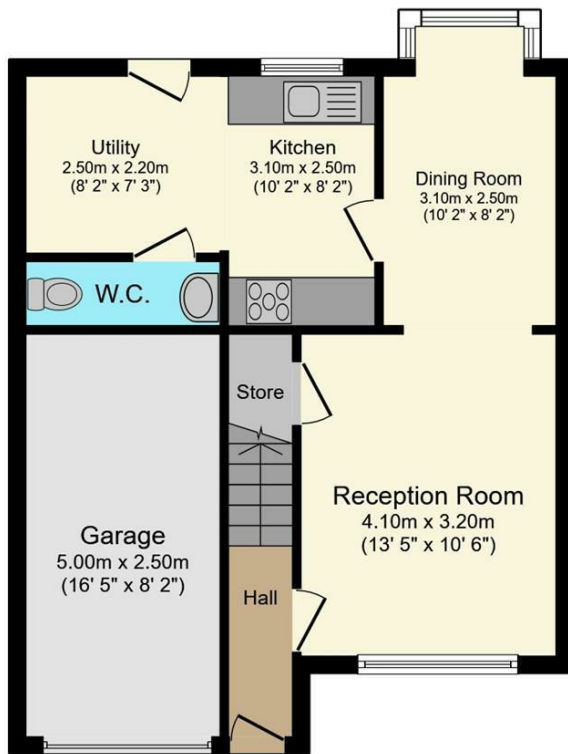 Utility
2.50m x 2.20m
(8' 2" x 7' 3")
Kitchen
3.10m x 2.50m
(10' 2" x 8' 2")
Dining Room
3.10m x 2.50m
(10' 2" x 8' 2")
W.C.
Store
Reception Room
4.10m x 3.20m
(13' 5" x 10' 6")
Garage
5.00m x 2.50m
(16' 5" x 8' 2")
Hall